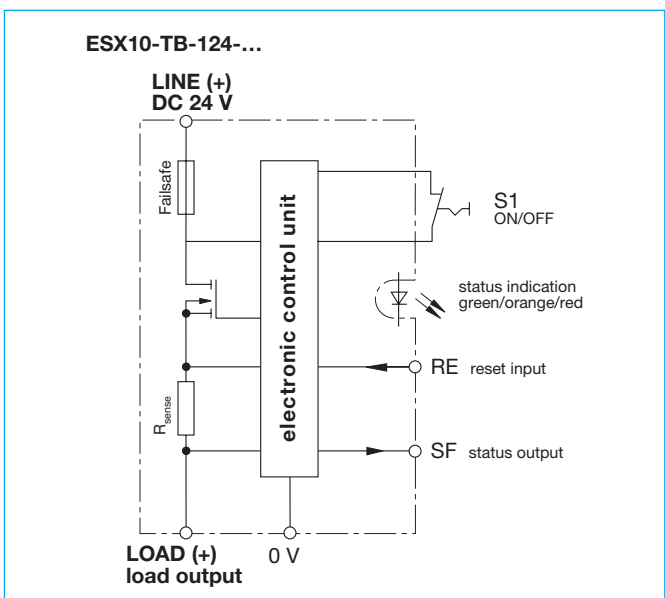 ESX10-TB-124-...
LINE (+)
DC 24 V
Failsafe
electronic control unit
S1
ON/OFF
status indication
green/orange/red
RE reset input
Rsense
SF status output
LOAD (+)
load output
0 V